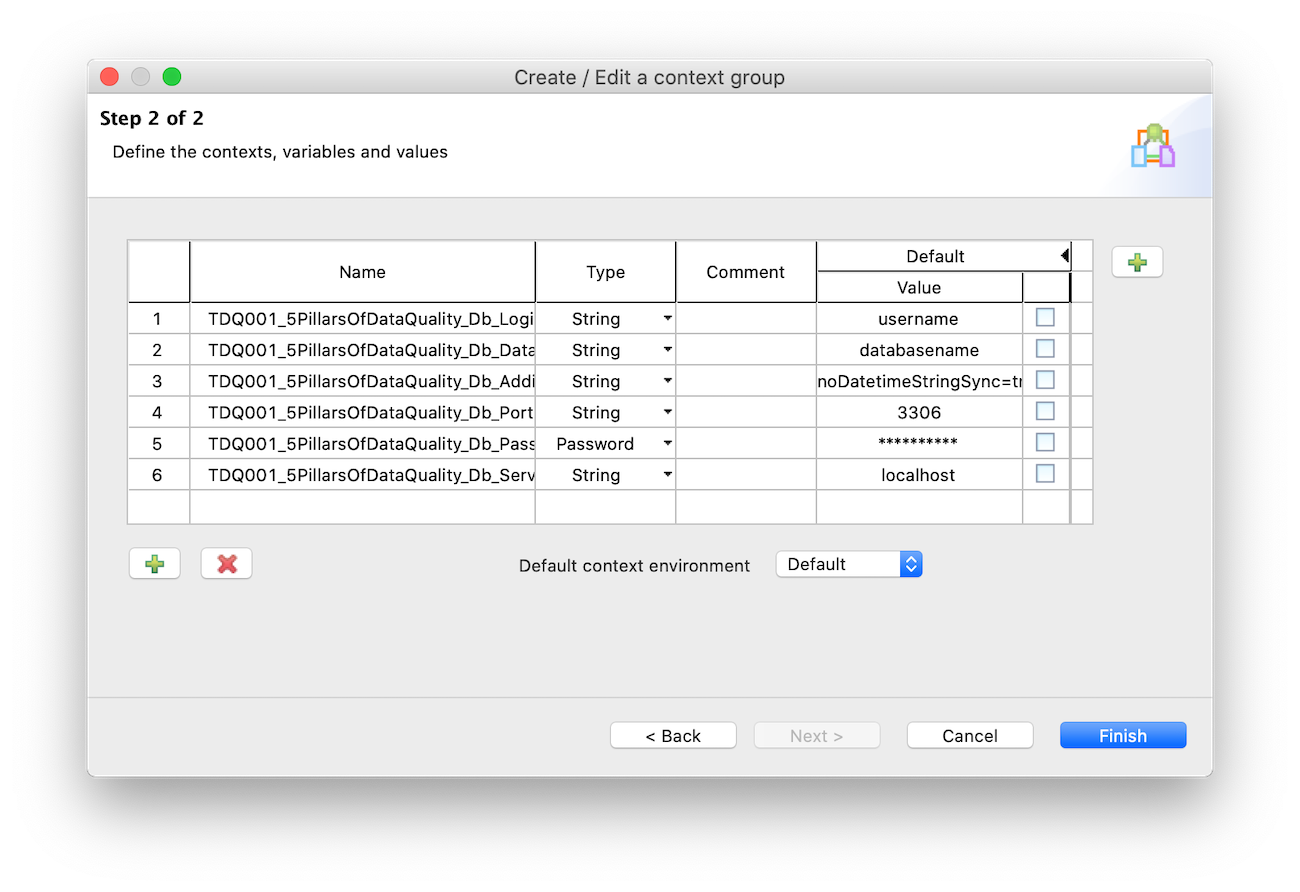 Create / Edit a context group
Step 2 of 2
Define the contexts, variables and values
Name Type Comment Default
Value
1 TDQ001_5PillarsOfDataQuality_Db_Logi String username
2 TDQ001_5PillarsOfDataQuality_Db_Data String databasename
3 TDQ001_5PillarsOfDataQuality_Db_Addi String noDatetimeStringSync=tr
4 TDQ001_5PillarsOfDataQuality_Db_Port String 3306
5 TDQ001_5PillarsOfDataQuality_Db_Pass Password **********
6 TDQ001_5PillarsOfDataQuality_Db_Serv String localhost
Default context environment Default
< Back Next > Cancel Finish